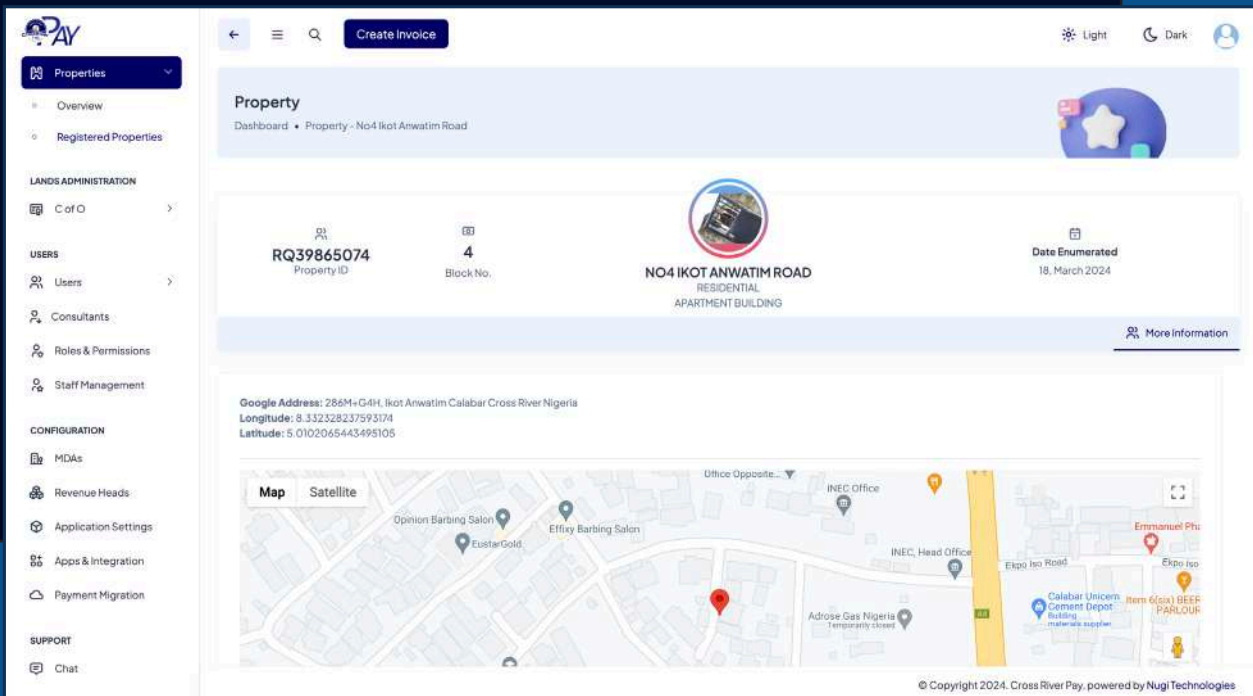 PAY
Create Invoice
Light
Dark
Properties
Overview
Registered Properties
LANDS ADMINISTRATION
C of O
USERS
Users
Consultants
Roles & Permissions
Staff Management
CONFIGURATION
MDAs
Revenue Heads
Application Settings
Apps & Integration
Payment Migration
SUPPORT
Chat
Property
Dashboard • Property - No4 Ikot Anwatim Road
RQ39865074
Property ID
4
Block No.
NO4 IKOT ANWATIM ROAD
RESIDENTIAL
APARTMENT BUILDING
Date Enumerated
18, March 2024
More Information
Google Address: 286M+G4H, Ikot Anwatim Calabar Cross River Nigeria
Longitude: 8.332328237593174
Latitude: 5.0102065443495105
Map
Satellite
Office Opposite...
INEC Office
Opinion Barbing Salon
Effixy Barbing Salon
EustarGold
Emmanuel Pha
INEC, Head Office
Ekpo Iso Road
Ekpo Iso
Calabar Unicem
Cement Depot
Building
materials supplier
Item 6(six) BEER
PARLOUR
Adrose Gas Nigeria
Temporarily closed
A4
© Copyright 2024. Cross River Pay, powered by Nugi Technologies